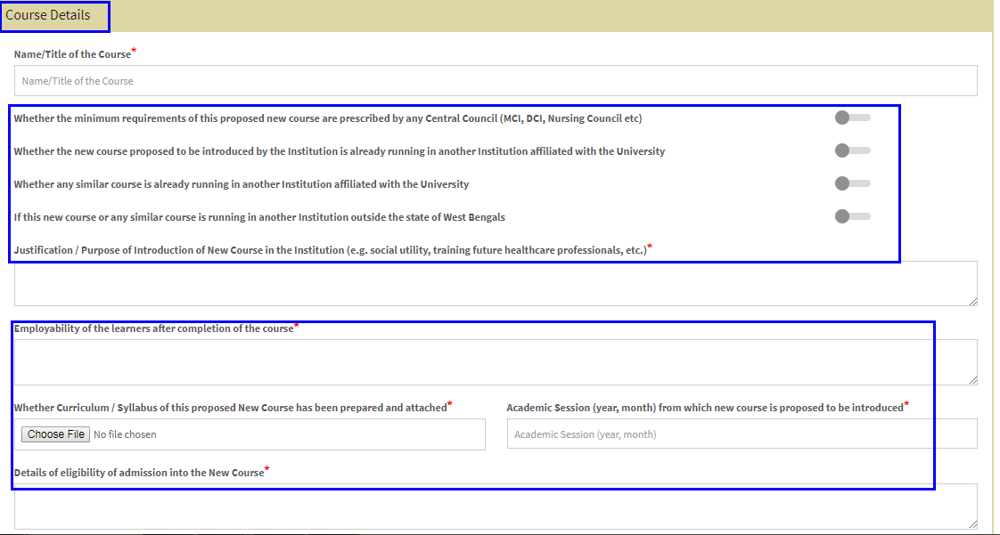 Course Details
Name/Title of the Course*
Name/Title of the Course
Whether the minimum requirements of this proposed new course are prescribed by any Central Council (MCI, DCI, Nursing Council etc)
Whether the new course proposed to be introduced by the Institution is already running in another Institution affiliated with the University
Whether any similar course is already running in another Institution affiliated with the University
If this new course or any similar course is running in another Institution outside the state of West Bengals
Justification / Purpose of Introduction of New Course in the Institution (e.g. social utility, training future healthcare professionals, etc.)*
Employability of the learners after completion of the course*
Whether Curriculum / Syllabus of this proposed New Course has been prepared and attached*
Academic Session (year, month) from which new course is proposed to be introduced*
Choose File No file chosen
Academic Session (year, month)
Details of eligibility of admission into the New Course*